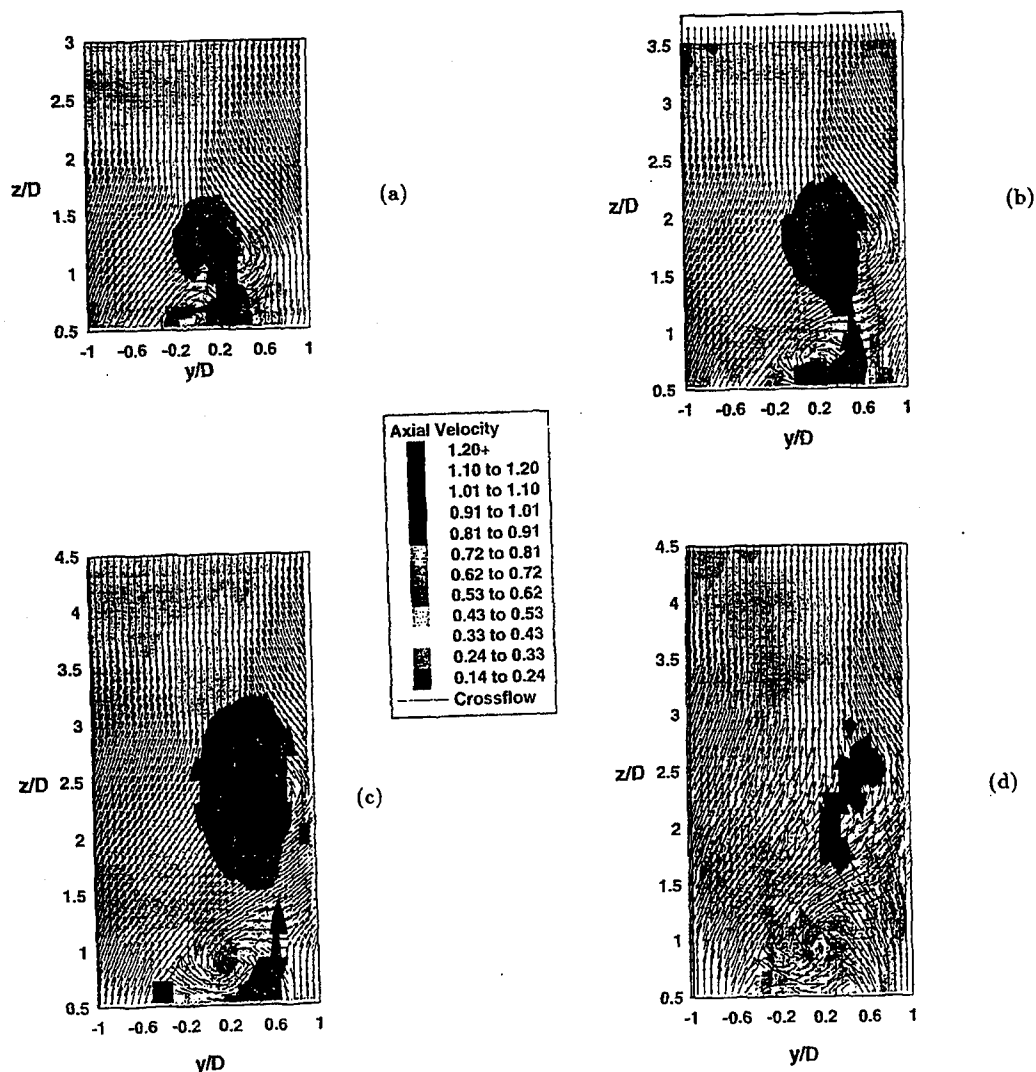 3
2.5
2
z/D
1.5
1
0.5
-1 -0.6 -0.2 0.2 0.6 1
y/D
(a)
3.5
3
2.5
z/D
2
1.5
1
0.5
-1 -0.6 -0.2 0.2 0.6 1
y/D
(b)
Axial Velocity
1.20+
1.10 to 1.20
1.01 to 1.10
0.91 to 1.01
0.81 to 0.91
0.72 to 0.81
0.62 to 0.72
0.53 to 0.62
0.43 to 0.53
0.33 to 0.43
0.24 to 0.33
0.14 to 0.24
Crossflow
4.5
4
3.5
3
z/D
2.5
2
1.5
1
0.5
-1 -0.6 -0.2 0.2 0.6 1
y/D
(c)
4.5
4
3.5
3
z/D
2.5
2
1.5
1
0.5
-1 -0.6 -0.2 0.2 0.6 1
y/D
(d)